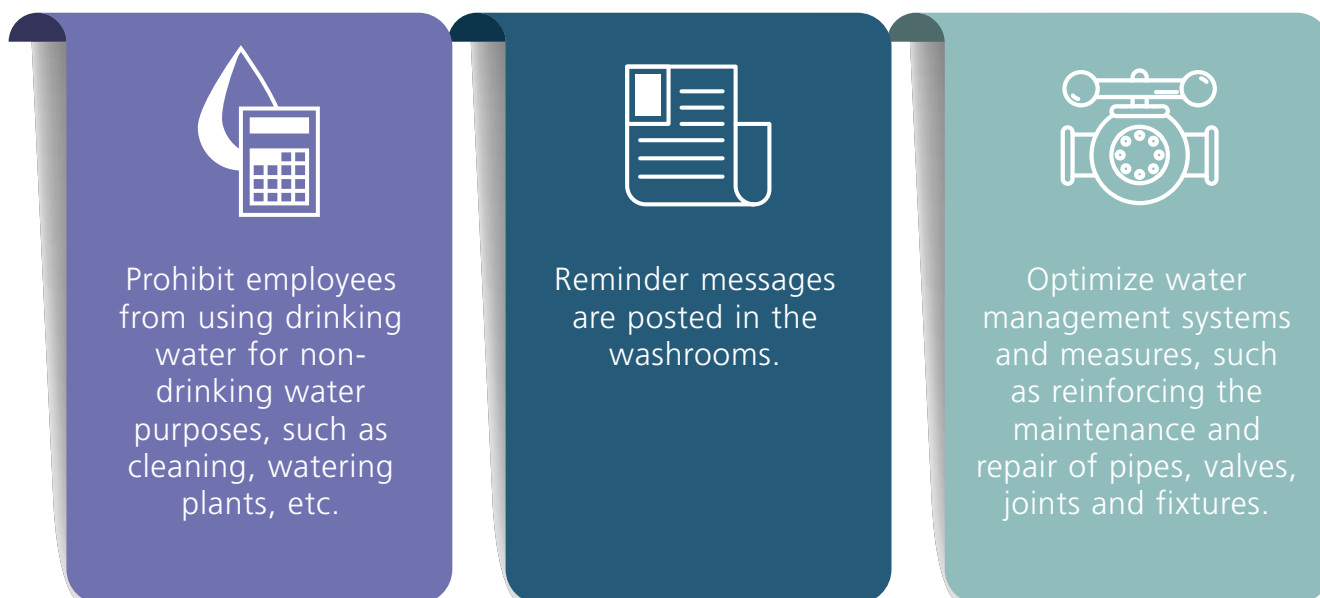 Prohibit employees
from using drinking
water for non-
drinking water
purposes, such as
cleaning, watering
plants, etc.
Reminder messages
are posted in the
washrooms.
Optimize water
management systems
and measures, such
as reinforcing the
maintenance and
repair of pipes, valves,
joints and fixtures.